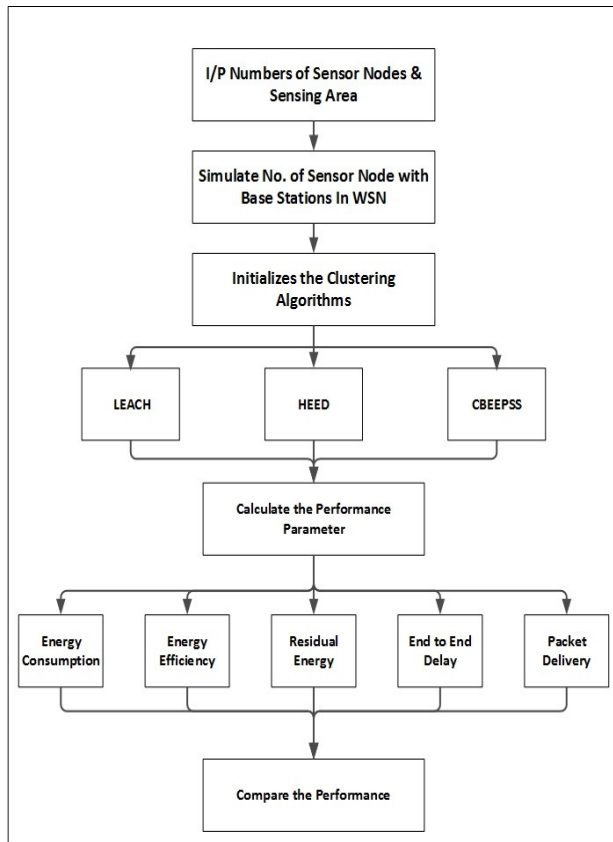 I/P Numbers of Sensor Nodes &
Sensing Area
Simulate No. of Sensor Node with
Base Stations In WSN
Initializes the Clustering
Algorithms
LEACH
HEED
CBEEPSS
Calculate the Performance
Parameter
Energy
Consumption
Energy
Efficiency
Residual
Energy
End to End
Delay
Packet
Delivery
Compare the Performance